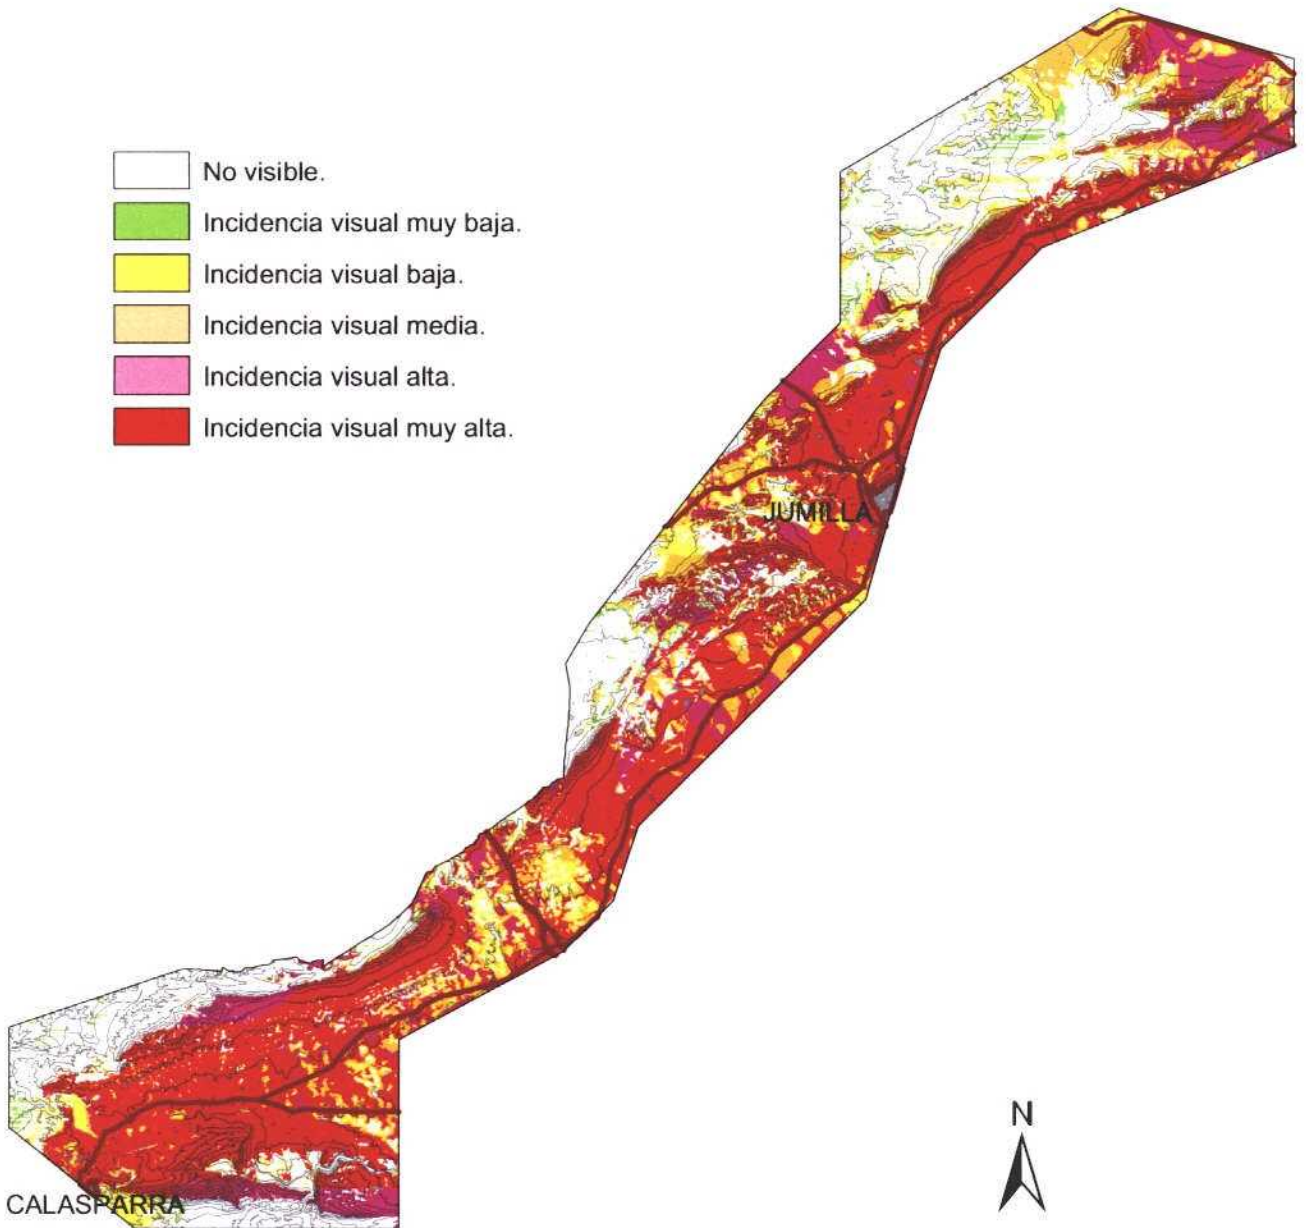 No visible.
Incidencia visual muy baja.
Incidencia visual baja.
Incidencia visual media.
Incidencia visual alta.
Incidencia visual muy alta.
JUMILLA
N
CALASPARRA